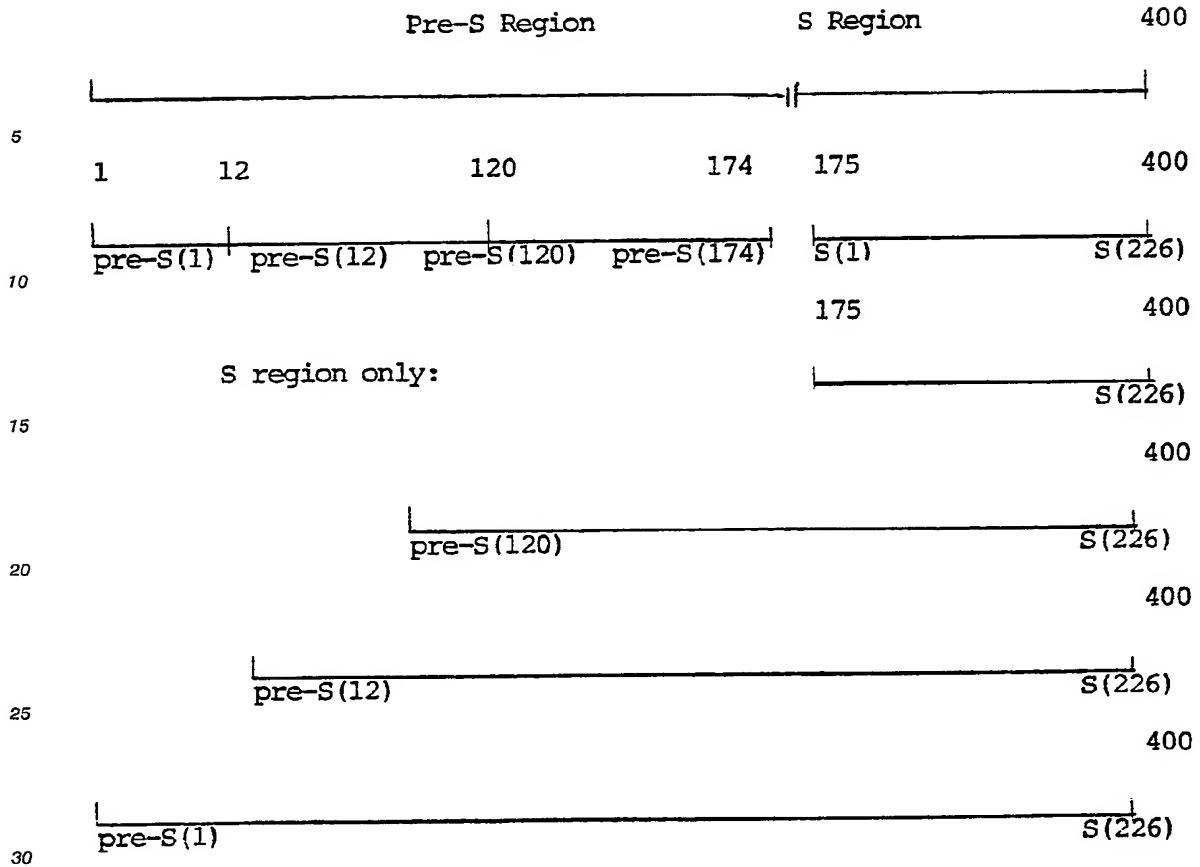 Pre-S Region S Region 400
5
1 12 120 174 175 400
pre-S(1) pre-S(12) pre-S(120) pre-S(174) S(1) S(226)
10
175 400
S region only:
S(226)
15
400
pre-S(120) S(226)
20
400
pre-S(12) S(226)
25
400
pre-S(1) S(226)
30